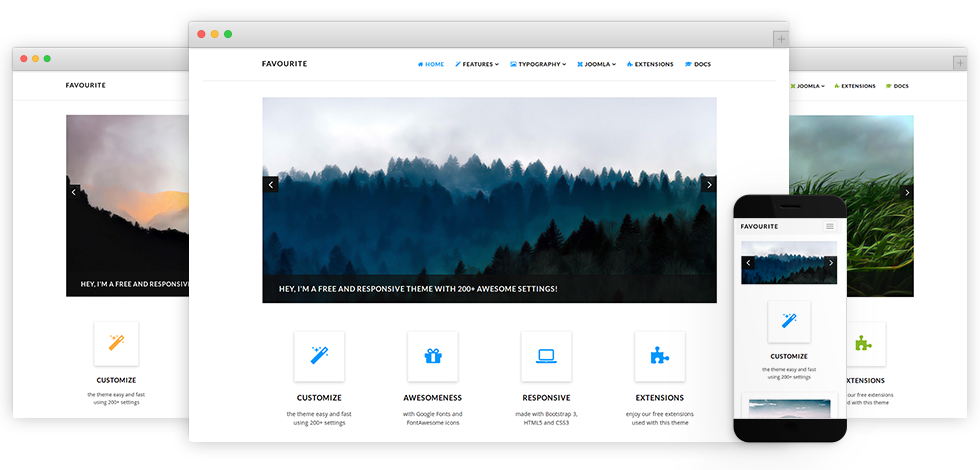 FAVOURITE
HEY, I'M A FREE AND RESPONSIVE
CUSTOMIZE
the theme easy and fast
using 200+ settings
FAVOURITE
HOME FEATURES TYPOGRAPHY JOOMLA EXTENSIONS DOCS
HEY, I'M A FREE AND RESPONSIVE THEME WITH 200+ AWESOME SETTINGS!
CUSTOMIZE
the theme easy and fast
using 200+ settings
AWESOMENESS
with Google Fonts and
FontAwesome icons
RESPONSIVE
made with Bootstrap 3,
HTML5 and CSS3
EXTENSIONS
enjoy our free extensions
used with this theme
JOOMLA EXTENSIONS DOCS
XTENSIONS
our free extensions
with this theme
FAVOURITE
CUSTOMIZE
the theme easy and fast
using 200+ settings